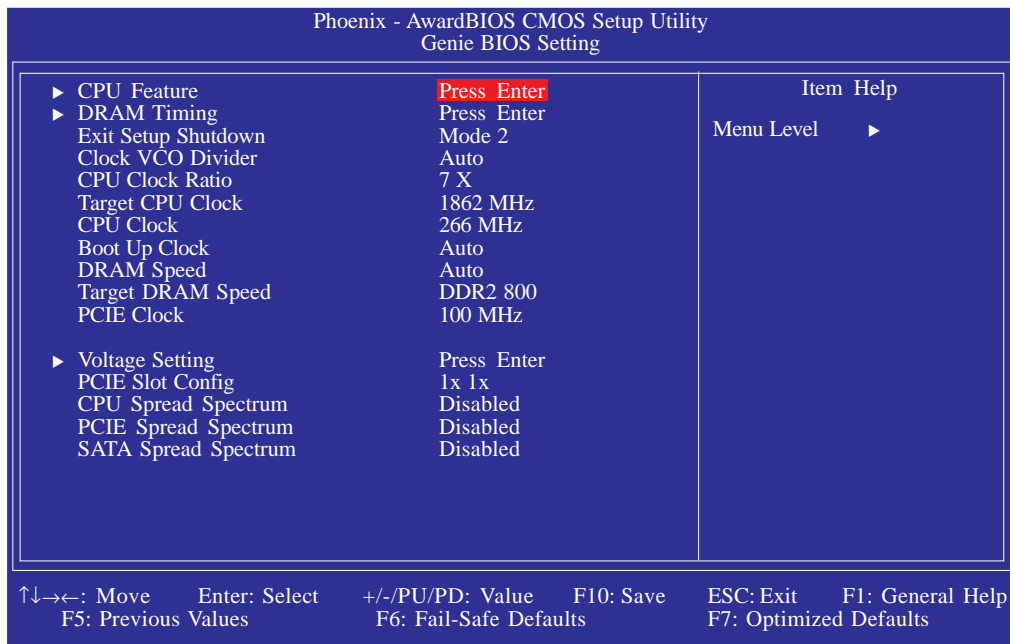 Phoenix - AwardBIOS CMOS Setup Utility
Genie BIOS Setting
▶ CPU Feature Press Enter
▶ DRAM Timing Press Enter
Exit Setup Shutdown Mode 2
Clock VCO Divider Auto
CPU Clock Ratio 7 X
Target CPU Clock 1862 MHz
CPU Clock 266 MHz
Boot Up Clock Auto
DRAM Speed Auto
Target DRAM Speed DDR2 800
PCIE Clock 100 MHz
▶ Voltage Setting Press Enter
PCIE Slot Config 1x 1x
CPU Spread Spectrum Disabled
PCIE Spread Spectrum Disabled
SATA Spread Spectrum Disabled
Item Help
Menu Level ▶
↑↓→←: Move Enter: Select +/-/PU/PD: Value F10: Save ESC: Exit F1: General Help
F5: Previous Values F6: Fail-Safe Defaults F7: Optimized Defaults